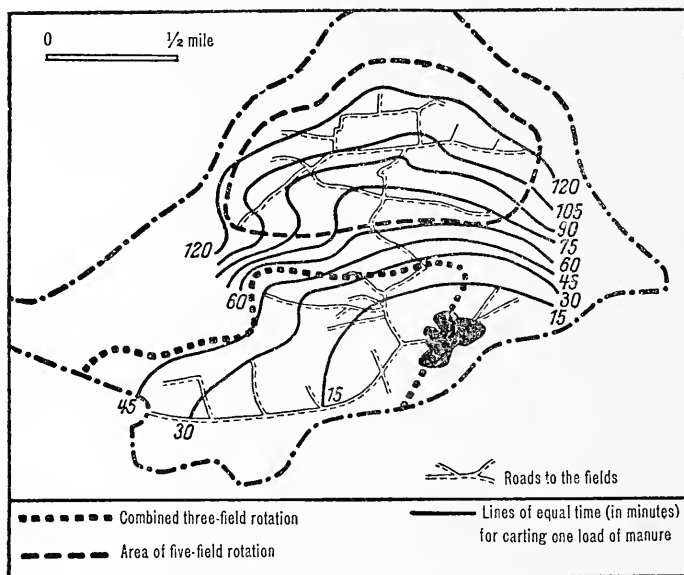 0 ½ mile
120
105
90
75
60
45
30
15
120
60
45
30
15
Roads to the fields
Combined three-field rotation
Area of five-field rotation
Lines of equal time (in minutes)
for carting one load of manure